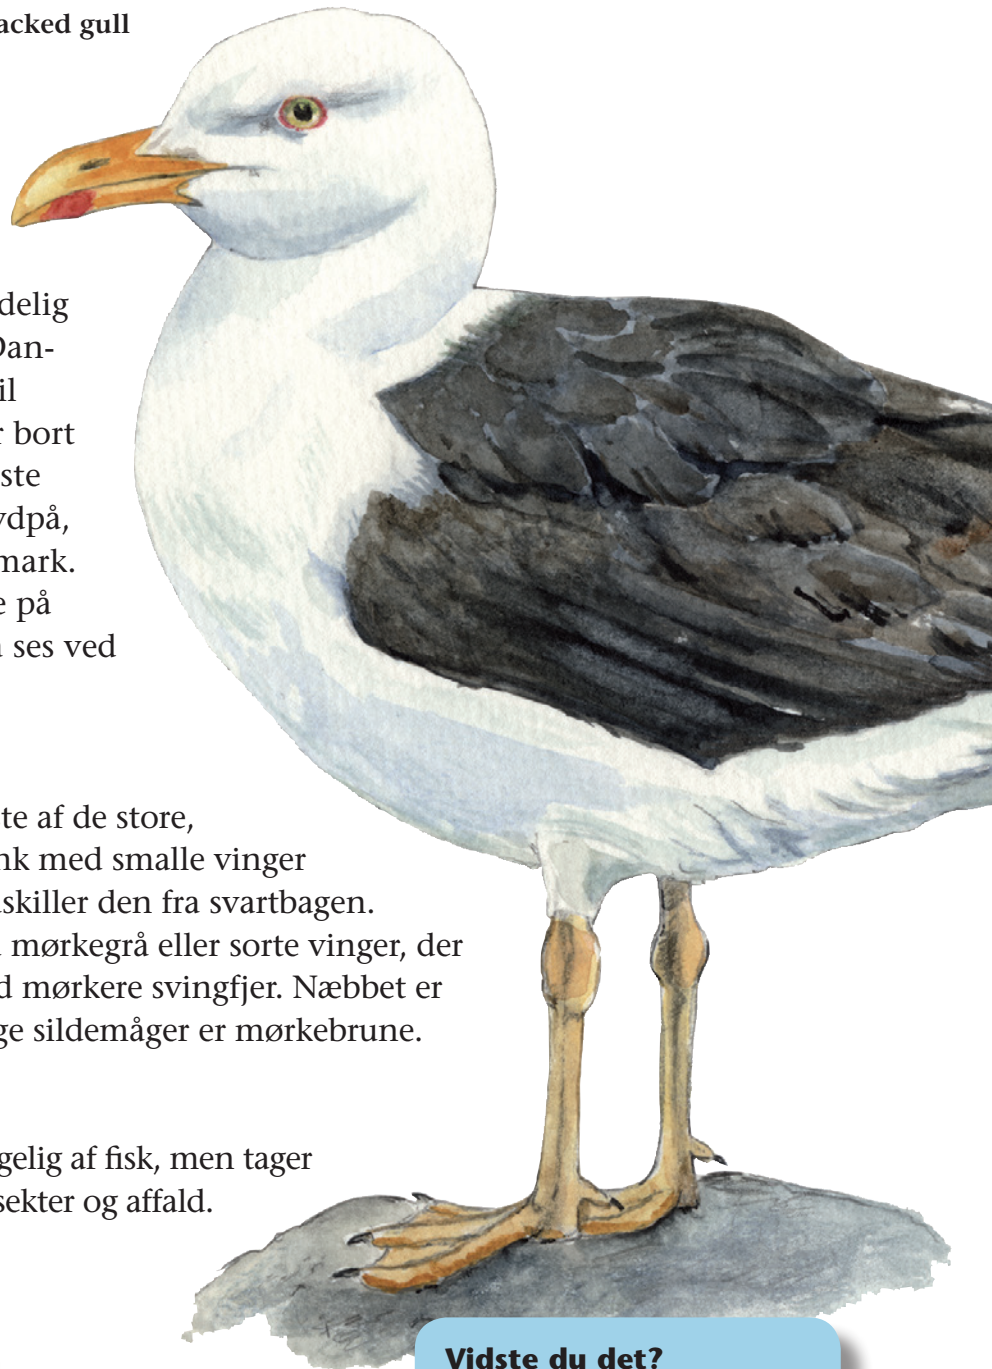 acked gull
delig
Dan-
il
r bort
ste
ydpå,
mark.
e på
ses ved
te af de store,
nk med smalle vinger
skiller den fra svartbagen.
mørkegrå eller sorte vinger, der
d mørkere svingfjer. Næbbet er
ge sildemåger er mørkebrune.
gelig af fisk, men tager
sekter og affald.
Vidste du det?